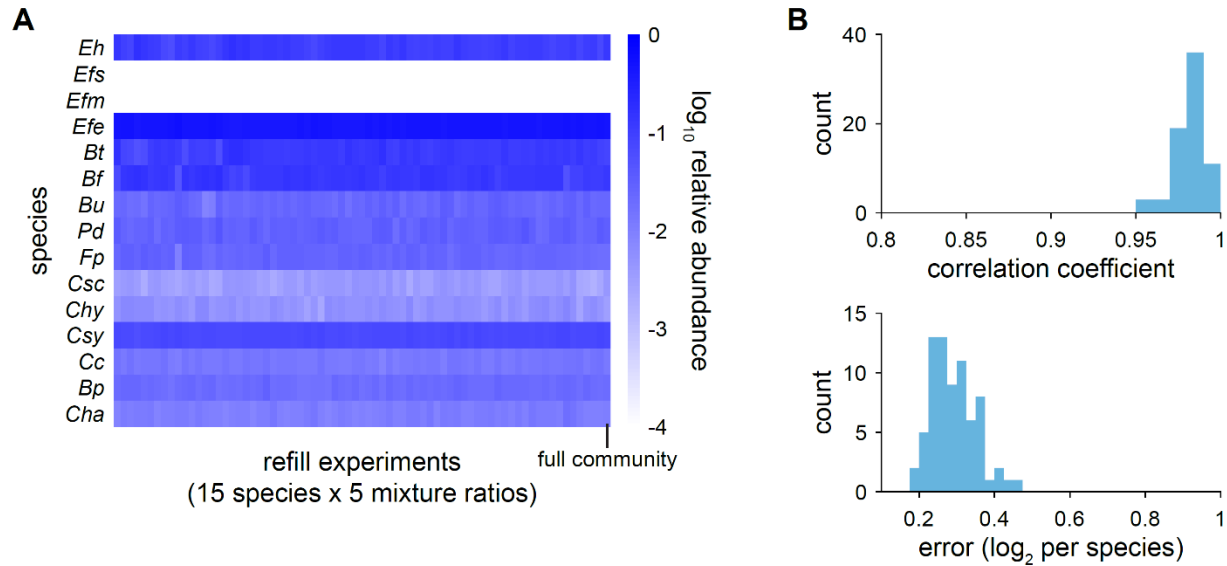 A
species
Eh
Efs
Efm
Efe
Bt
Bf
Bu
Pd
Fp
Csc
Chy
Csy
Cc
Bp
Cha
0
-1
-2
-3
-4
log10 relative abundance
full community
refill experiments
(15 species x 5 mixture ratios)
B
count
40
20
0
0.8 0.85 0.9 0.95 1
correlation coefficient
count
15
10
5
0
0.2 0.4 0.6 0.8 1
error (log2 per species)